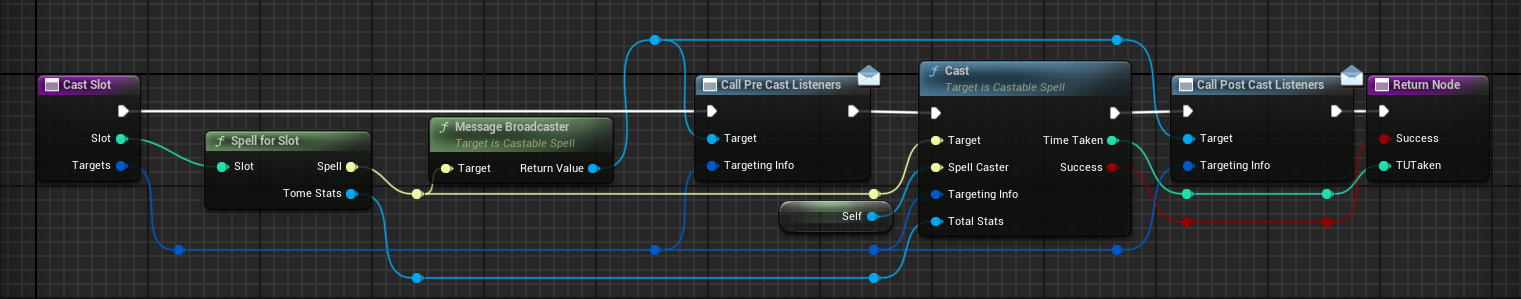 Cast Slot
Slot
Targets
Spell for Slot
Slot
Spell
Tome Stats
Message Broadcaster
Target is Castable Spell
Target
Return Value
Call Pre Cast Listeners
Target
Targeting Info
Self
Cast
Target is Castable Spell
Target
Time Taken
Spell Caster
Success
Targeting Info
Total Stats
Call Post Cast Listeners
Target
Targeting Info
Return Node
Success
TUTaken